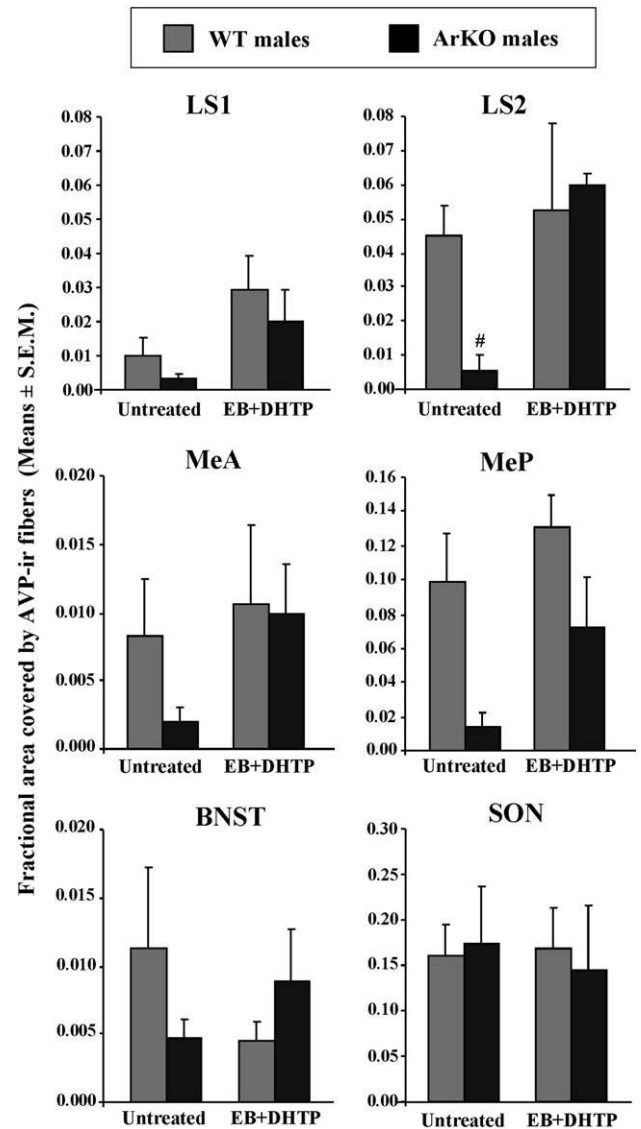 WT males ArKO males
LS1 LS2
0.08 0.08
0.07 0.07
0.06 0.06
0.05 0.05
0.04 0.04
0.03 0.03
0.02 0.02
0.01 # 0.01
0.00 0.00
Untreated EB+DHTP Untreated EB+DHTP
Fractional area covered by AVP-ir fibers (Means ± S.E.M.)
MeA MeP
0.020 0.16
0.14
0.015 0.12
0.10
0.010 0.08
0.06
0.005 0.04
0.02
0.000 0.00
Untreated EB+DHTP Untreated EB+DHTP
BNST SON
0.020 0.30
0.25
0.015 0.20
0.010 0.15
0.10
0.005 0.05
0.000 0.00
Untreated EB+DHTP Untreated EB+DHTP